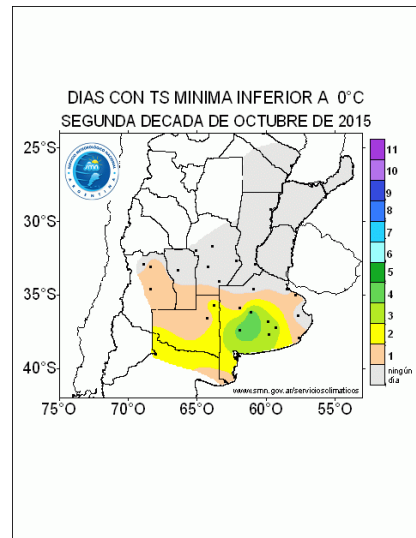 DIAS CON TS MINIMA INFERIOR A 0°C
SEGUNDA DECADA DE OCTUBRE DE 2015
25°S
30°S
35°S
40°S
75°O
70°O
65°O
60°O
55°O
smn
ARGENTINA
11
10
9
8
7
6
5
4
3
2
1
ningún
día
www.smn.gov.ar/serviciosclimaticos